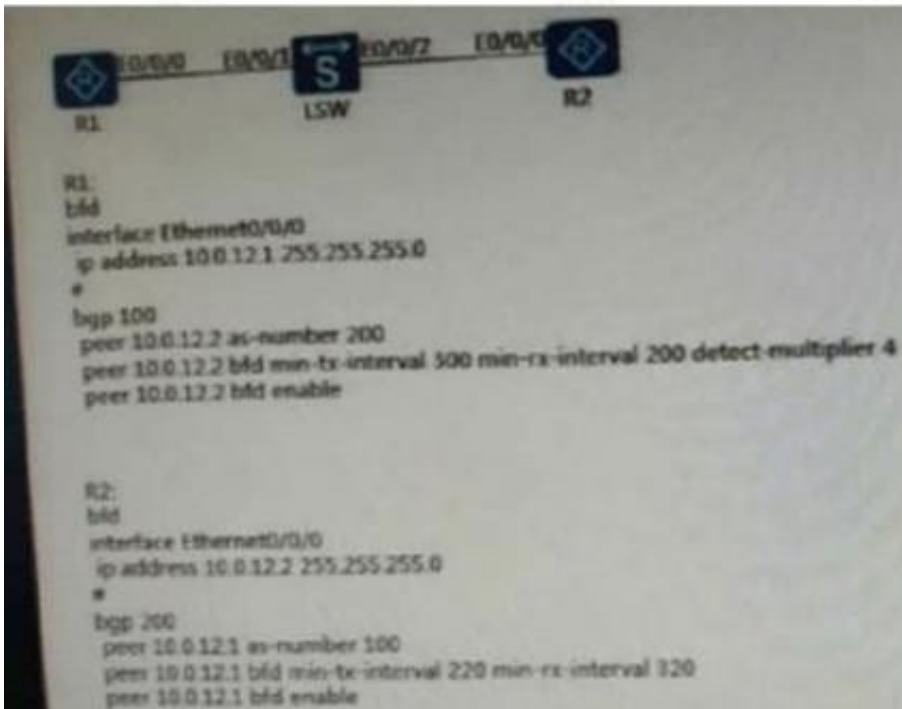 E0/0/0 E0/0/1 E0/0/2 E0/0/0
S
R1 LSW R2
R1:
bfd
interface Ethernet0/0/0
ip address 10.0.12.1 255.255.255.0
#
bgp 100
peer 10.0.12.2 as-number 200
peer 10.0.12.2 bfd min-tx-interval 500 min-rx-interval 200 detect-multiplier 4
peer 10.0.12.2 bfd enable
R2:
bfd
interface Ethernet0/0/0
ip address 10.0.12.2 255.255.255.0
#
bgp 200
peer 10.0.12.1 as-number 100
peer 10.0.12.1 bfd min-tx-interval 220 min-rx-interval 320
peer 10.0.12.1 bfd enable